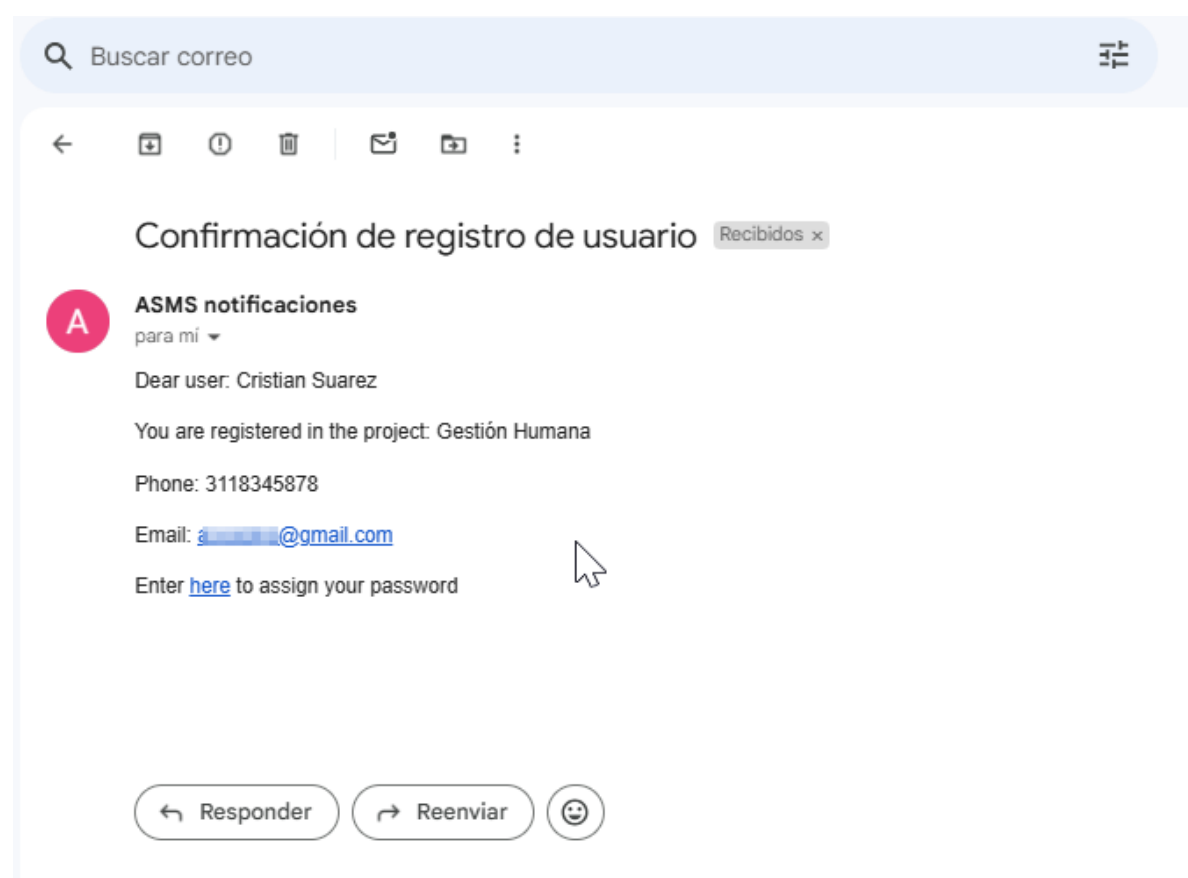 Buscar correo
Confirmación de registro de usuario Recibidos ×
A
ASMS notificaciones
para mí
Dear user: Cristian Suarez
You are registered in the project: Gestión Humana
Phone: 3118345878
Email: @gmail.com
Enter here to assign your password
Responder Reenviar